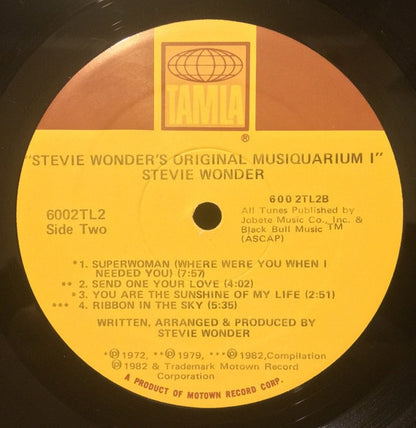 TAMLA
®
"STEVIE WONDER'S ORIGINAL MUSIQUARIUM I"
STEVIE WONDER
6002TL2
Side Two
6002TL2B
All Tunes Published by
Jobete Music Co., Inc. &
Black Bull Music ™
(ASCAP)
*1. SUPERWOMAN (WHERE WERE YOU WHEN I
NEEDED YOU) (7:57)
**2. SEND ONE YOUR LOVE (4:02)
*3. YOU ARE THE SUNSHINE OF MY LIFE (2:51)
***4. RIBBON IN THE SKY (5:35)
WRITTEN, ARRANGED & PRODUCED BY
STEVIE WONDER
*℗ 1972, **℗ 1979, ***℗ 1982, Compilation
℗ 1982 & Trademark Motown Record
Corporation
A PRODUCT OF MOTOWN RECORD CORP.